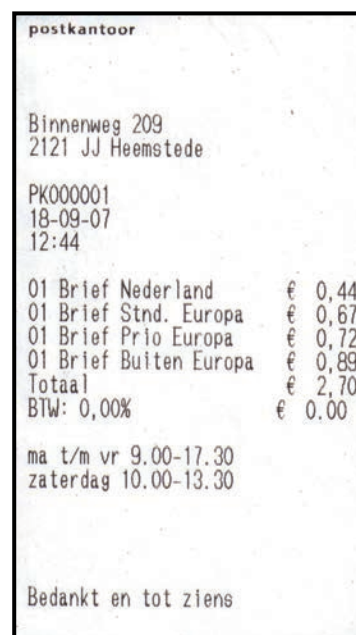 postkantoor
Binnenweg 209
2121 JJ Heemstede
PK000001
18-09-07
12:44
01 Brief Nederland € 0,44
01 Brief Stnd. Europa € 0,67
01 Brief Prio Europa € 0,72
01 Brief Buiten Europa € 0,89
Totaal € 2,70
BTW: 0,00% € 0.00
ma t/m vr 9.00-17.30
zaterdag 10.00-13.30
Bedankt en tot ziens